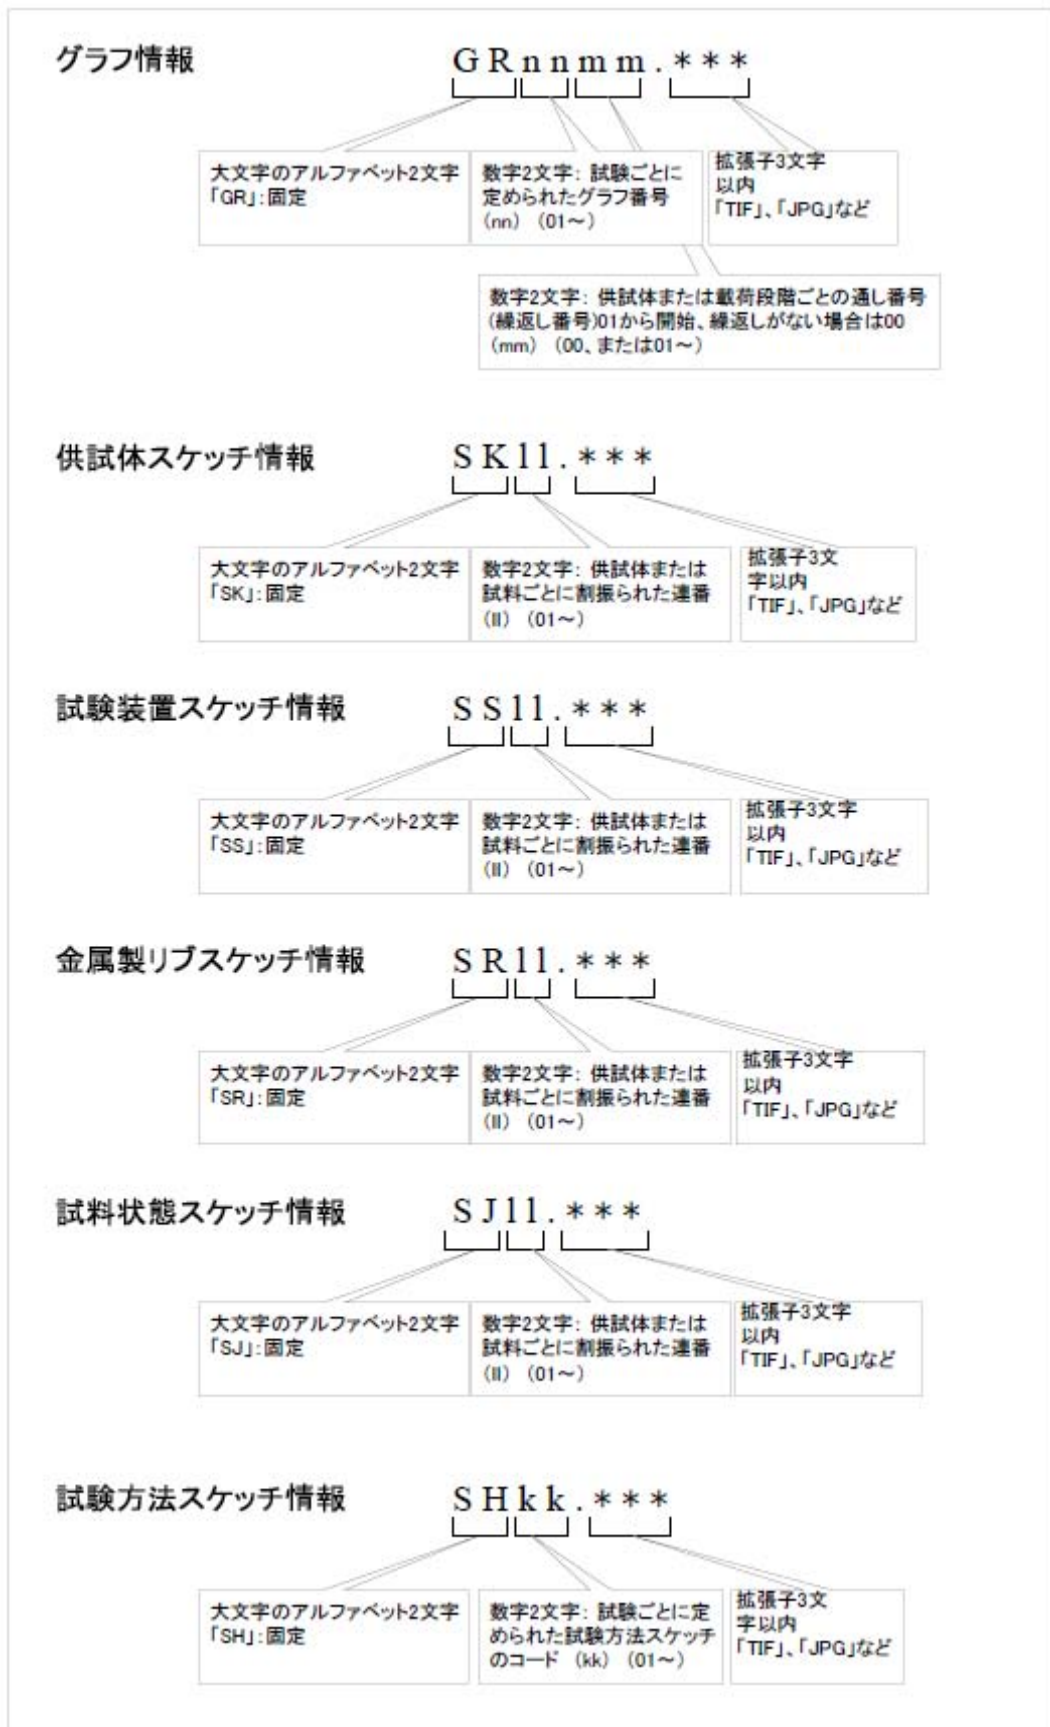 グラフ情報
GRnnmm.***
大文字のアルファベット2文字
「GR」:固定
数字2文字: 試験ごとに
定められたグラフ番号
(nn) (01~)
拡張子3文字
以内
「TIF」、「JPG」など
数字2文字: 供試体または載荷段階ごとの通し番号
(繰返し番号)01から開始、繰返しがない場合は00
(mm) (00、または01~)
供試体スケッチ情報
SKll.***
大文字のアルファベット2文字
「SK」:固定
数字2文字: 供試体または
試料ごとに割振られた連番
(ll) (01~)
拡張子3文
字以内
「TIF」、「JPG」など
試験装置スケッチ情報
SSll.***
大文字のアルファベット2文字
「SS」:固定
数字2文字: 供試体または
試料ごとに割振られた連番
(ll) (01~)
拡張子3文字
以内
「TIF」、「JPG」など
金属製リブスケッチ情報
SRll.***
大文字のアルファベット2文字
「SR」:固定
数字2文字: 供試体または
試料ごとに割振られた連番
(ll) (01~)
拡張子3文字
以内
「TIF」、「JPG」など
試料状態スケッチ情報
SJll.***
大文字のアルファベット2文字
「SJ」:固定
数字2文字: 供試体または
試料ごとに割振られた連番
(ll) (01~)
拡張子3文字
以内
「TIF」、「JPG」など
試験方法スケッチ情報
SHkk.***
大文字のアルファベット2文字
「SH」:固定
数字2文字: 試験ごとに定
められた試験方法スケッチ
のコード (kk) (01~)
拡張子3文
字以内
「TIF」、「JPG」など